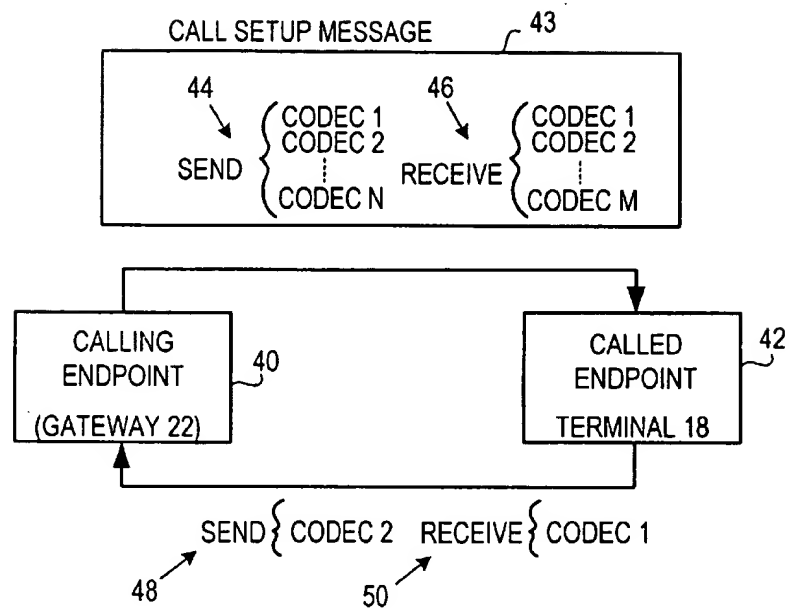 CALL SETUP MESSAGE
43
44
46
SEND
CODEC 1
CODEC 2
CODEC N
RECEIVE
CODEC 1
CODEC 2
CODEC M
CALLING
ENDPOINT
(GATEWAY 22)
40
CALLED
ENDPOINT
TERMINAL 18
42
SEND { CODEC 2
RECEIVE { CODEC 1
48
50